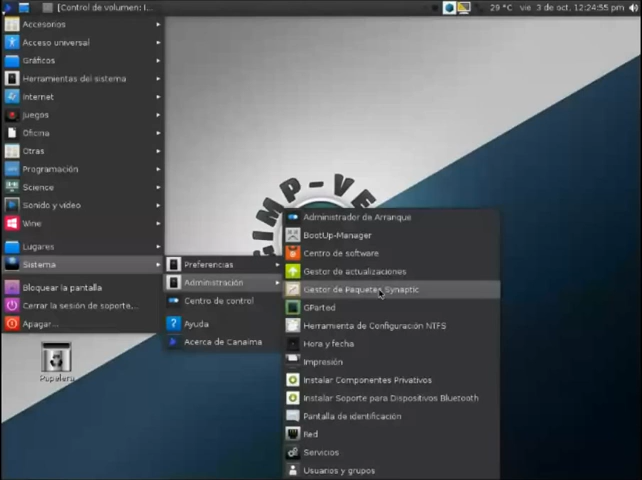 [Control de volumen: I...
29 °C vie 3 de oct, 12:24:55 pm
Accesorios
Acceso universal
Gráficos
Herramientas del sistema
Internet
Juegos
Oficina
Otras
Programación
Science
Sonido y video
Wine
Lugares
Sistema
Bloquear la pantalla
Cerrar la sesión de soporte...
Apagar...
Preferencias
Administración
Centro de control
Ayuda
Acerca de Canaima
Administrador de Arranque
BootUp-Manager
Centro de software
Gestor de actualizaciones
Gestor de Paquetes Synaptic
GParted
Herramienta de Configuración NTFS
Hora y fecha
Impresión
Instalar Componentes Privativos
Instalar Soporte para Dispositivos Bluetooth
Pantalla de identificación
Red
Servicios
Usuarios y grupos
Papelera